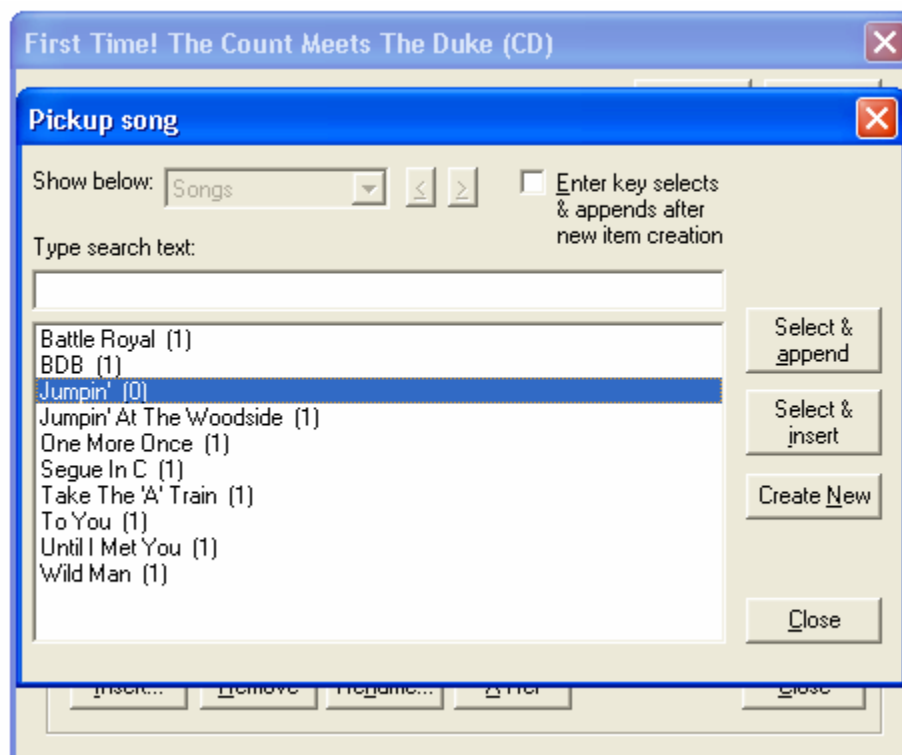 First Time! The Count Meets The Duke (CD)
Pickup song
Show below:
Songs
<
>
Enter key selects
& appends after
new item creation
Type search text:
Battle Royal (1)
BDB (1)
Jumpin' (0)
Jumpin' At The Woodside (1)
One More Once (1)
Segue In C (1)
Take The 'A' Train (1)
To You (1)
Until I Met You (1)
Wild Man (1)
Select &
append
Select &
insert
Create New
Close
Insert...
Remove
Rename...
Close